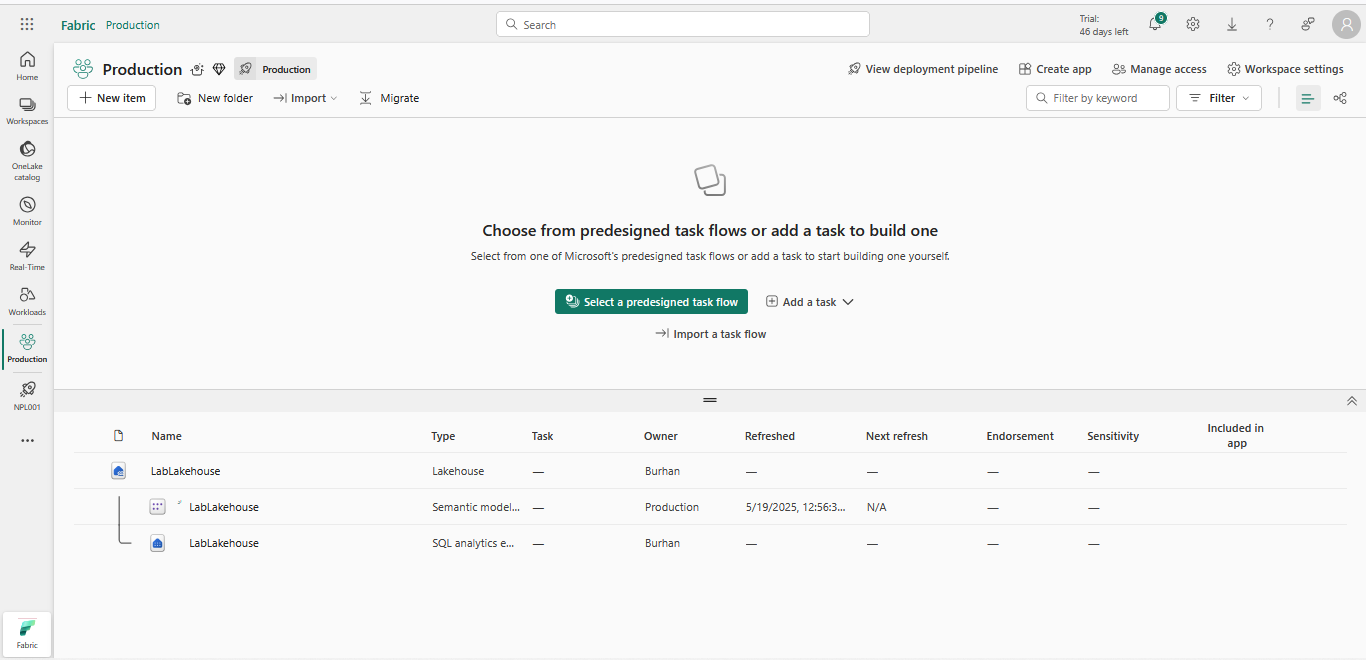 Fabric Production
Search
Trial:
46 days left
9
Home
Workspaces
OneLake
catalog
Monitor
Real-Time
Workloads
Production
NPL001
Fabric
Production
Production
View deployment pipeline
Create app
Manage access
Workspace settings
New item
New folder
Import
Migrate
Filter by keyword
Filter
Choose from predesigned task flows or add a task to build one
Select from one of Microsoft's predesigned task flows or add a task to start building one yourself.
Select a predesigned task flow
Add a task
Import a task flow
Name Type Task Owner Refreshed Next refresh Endorsement Sensitivity Included in
app
LabLakehouse Lakehouse — Burhan — — — —
LabLakehouse Semantic model... — Production 5/19/2025, 12:56:3... N/A — —
LabLakehouse SQL analytics e... — Burhan — — — —